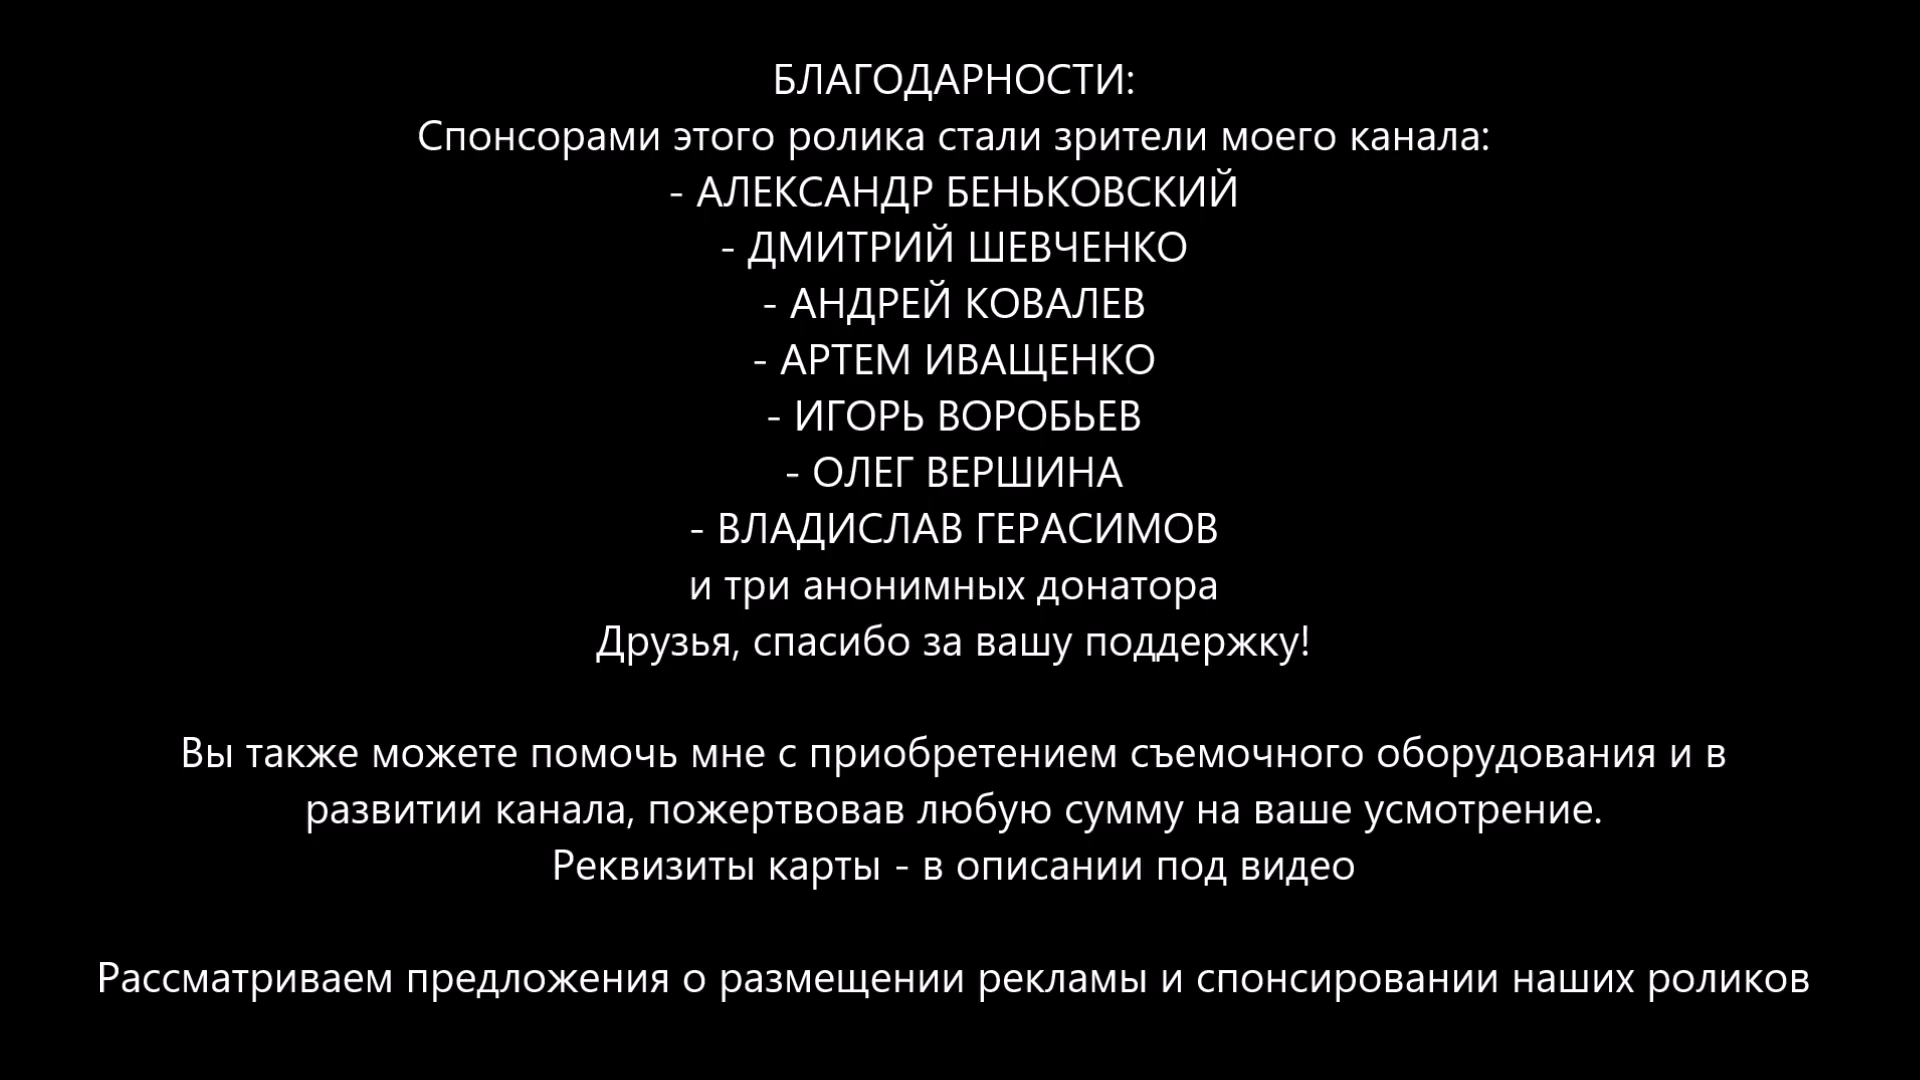 БЛАГОДАРНОСТИ:
Спонсорами этого ролика стали зрители моего канала:
- АЛЕКСАНДР БЕНЬКОВСКИЙ
- ДМИТРИЙ ШЕВЧЕНКО
- АНДРЕЙ КОВАЛЕВ
- АРТЕМ ИВАЩЕНКО
- ИГОРЬ ВОРОБЬЕВ
- ОЛЕГ ВЕРШИНА
- ВЛАДИСЛАВ ГЕРАСИМОВ
и три анонимных донатора
Друзья, спасибо за вашу поддержку!
Вы также можете помочь мне с приобретением съемочного оборудования и в
развитии канала, пожертвовав любую сумму на ваше усмотрение.
Реквизиты карты - в описании под видео
Рассматриваем предложения о размещении рекламы и спонсировании наших роликов